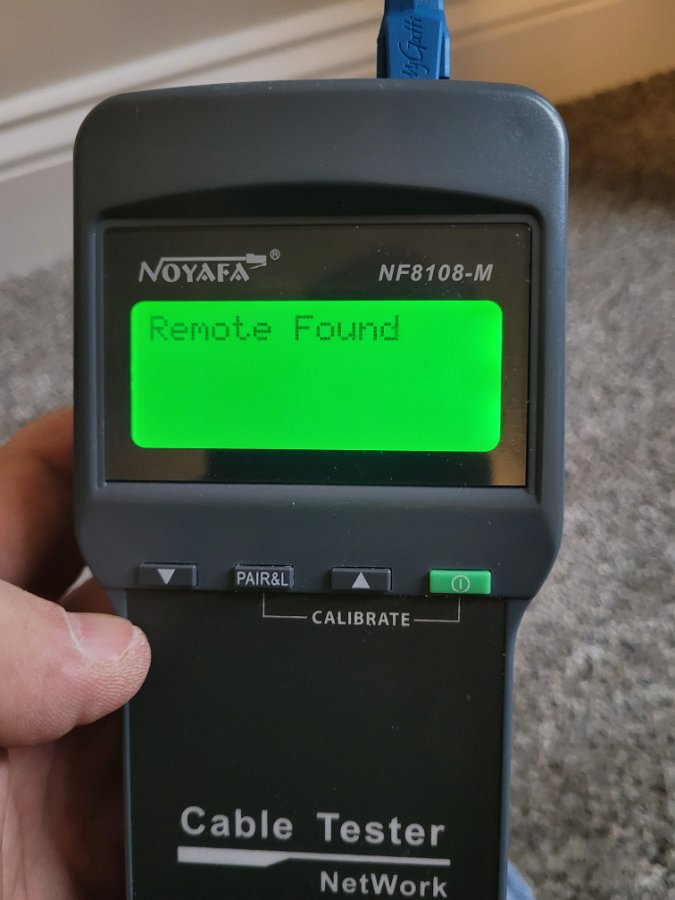 NOYAFA®
NF8108-M
Remote Found
▼
PAIR&L
▲
CALIBRATE
Cable Tester
NetWork